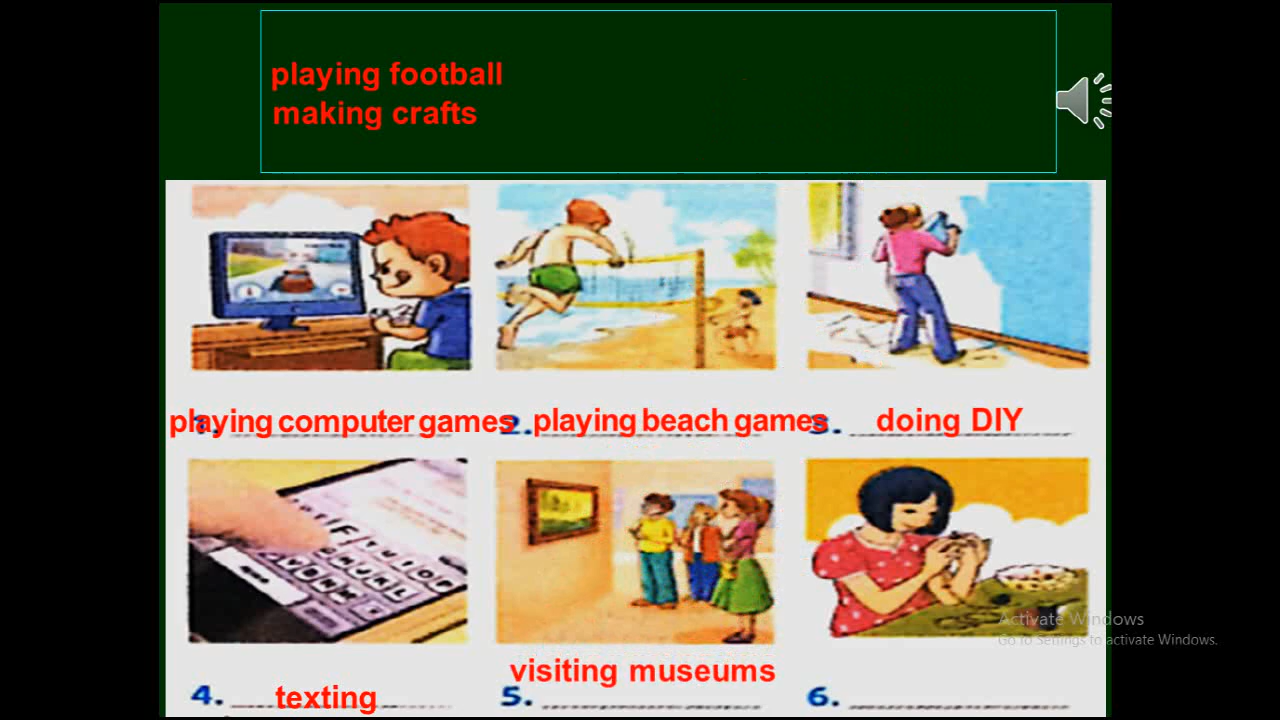 playing football
making crafts
playing computer games 2. playing beach games 3. doing DIY
Activate Windows
Go to Settings to activate Windows.
visiting museums
4. texting 5. 6.